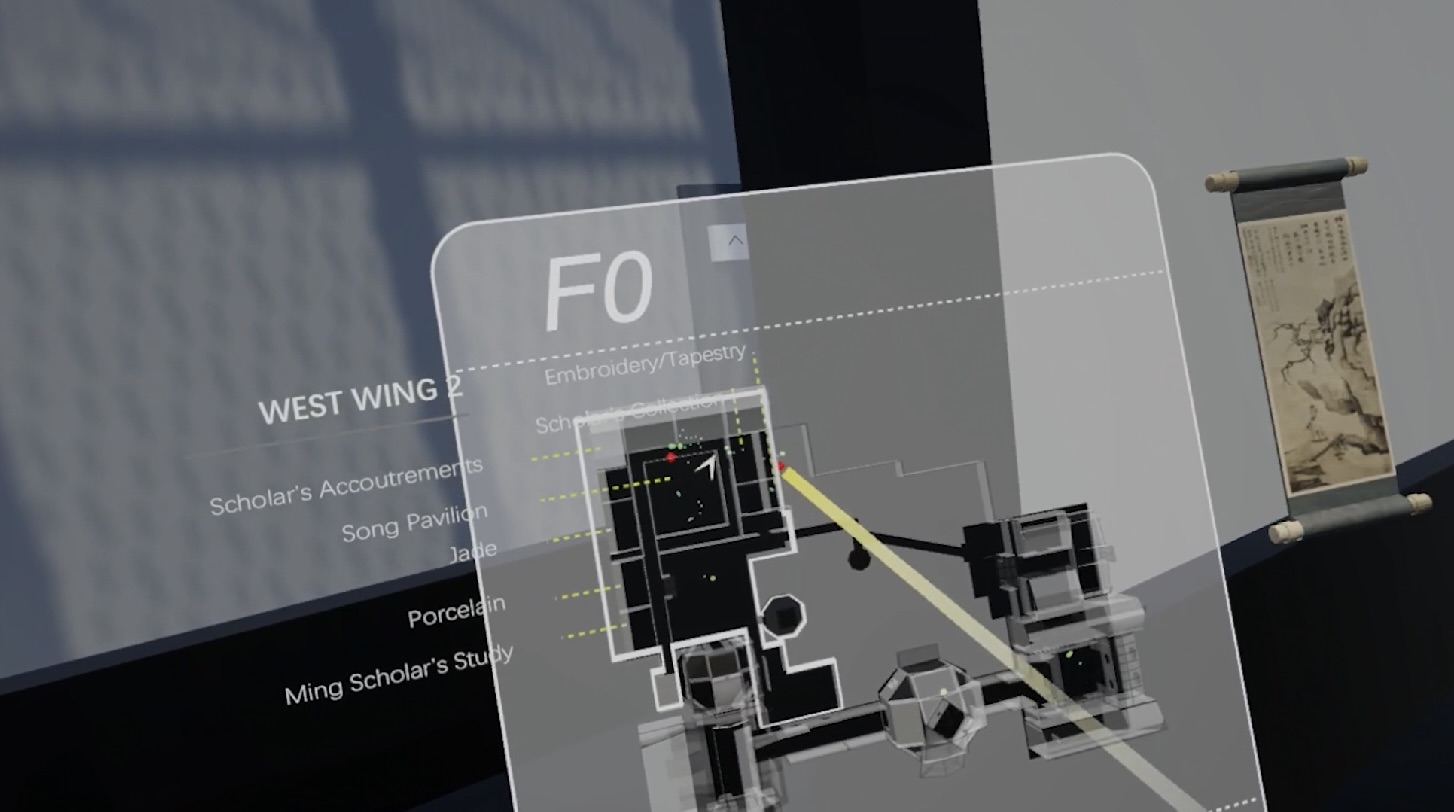 F0
Embroidery/Tapestry
Scholar's Collection
WEST WING 2
Scholar's Accoutrements
Song Pavilion
Jade
Porcelain
Ming Scholar's Study